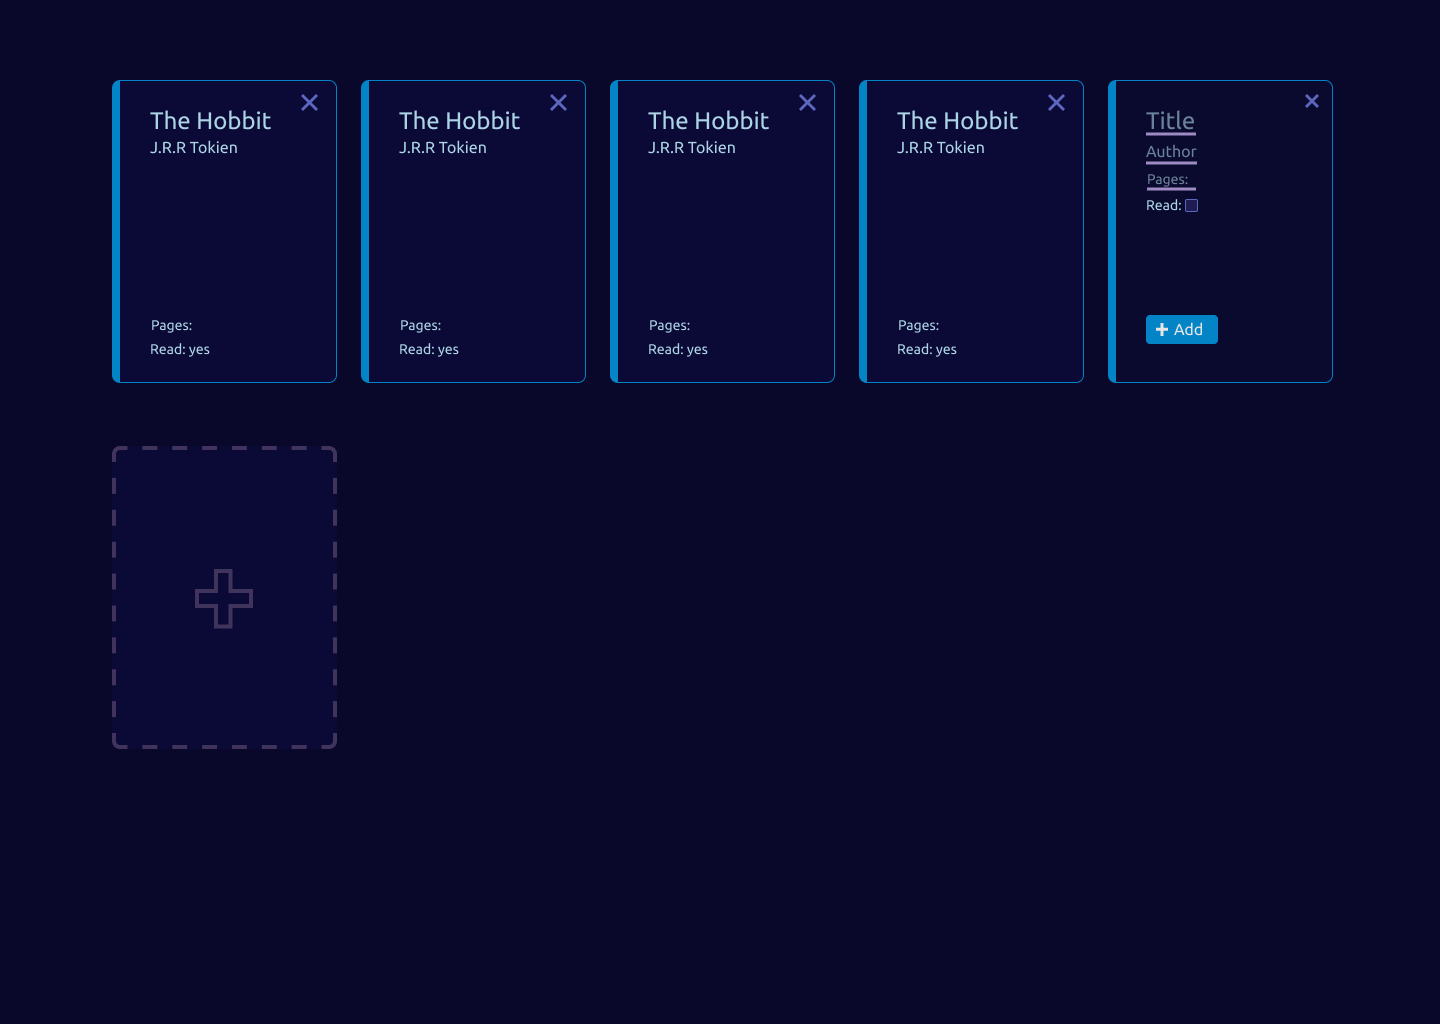 The Hobbit
J.R.R Tokien
Pages:
Read: yes
The Hobbit
J.R.R Tokien
Pages:
Read: yes
The Hobbit
J.R.R Tokien
Pages:
Read: yes
The Hobbit
J.R.R Tokien
Pages:
Read: yes
Title
Author
Pages:
Read:
Add